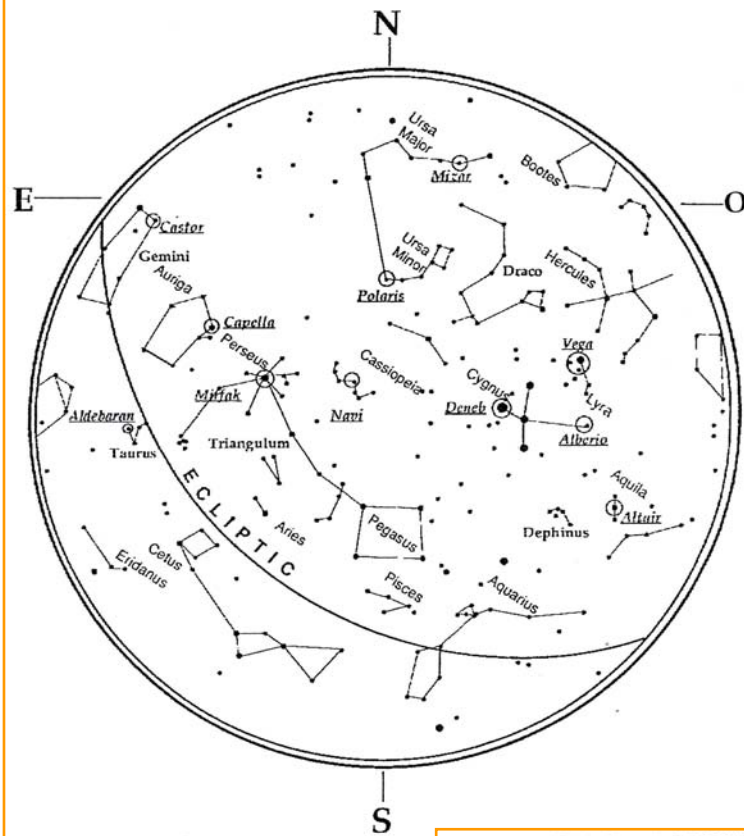 N
Ursa
Major
Mizar
Bootes
E
O
Castor
Gemini
Ursa
Minor
Draco
Hercules
Auriga
Polaris
Capella
Perseus
Vega
Cassiopeia
Mirfak
Navi
Cygnus
Deneb
Lyra
Aldebaran
Alberio
Taurus
Triangulum
ECLIPTIC
Aquila
Altair
Aries
Pegasus
Dephinus
Cetus
Eridanus
Pisces
Aquarius
S